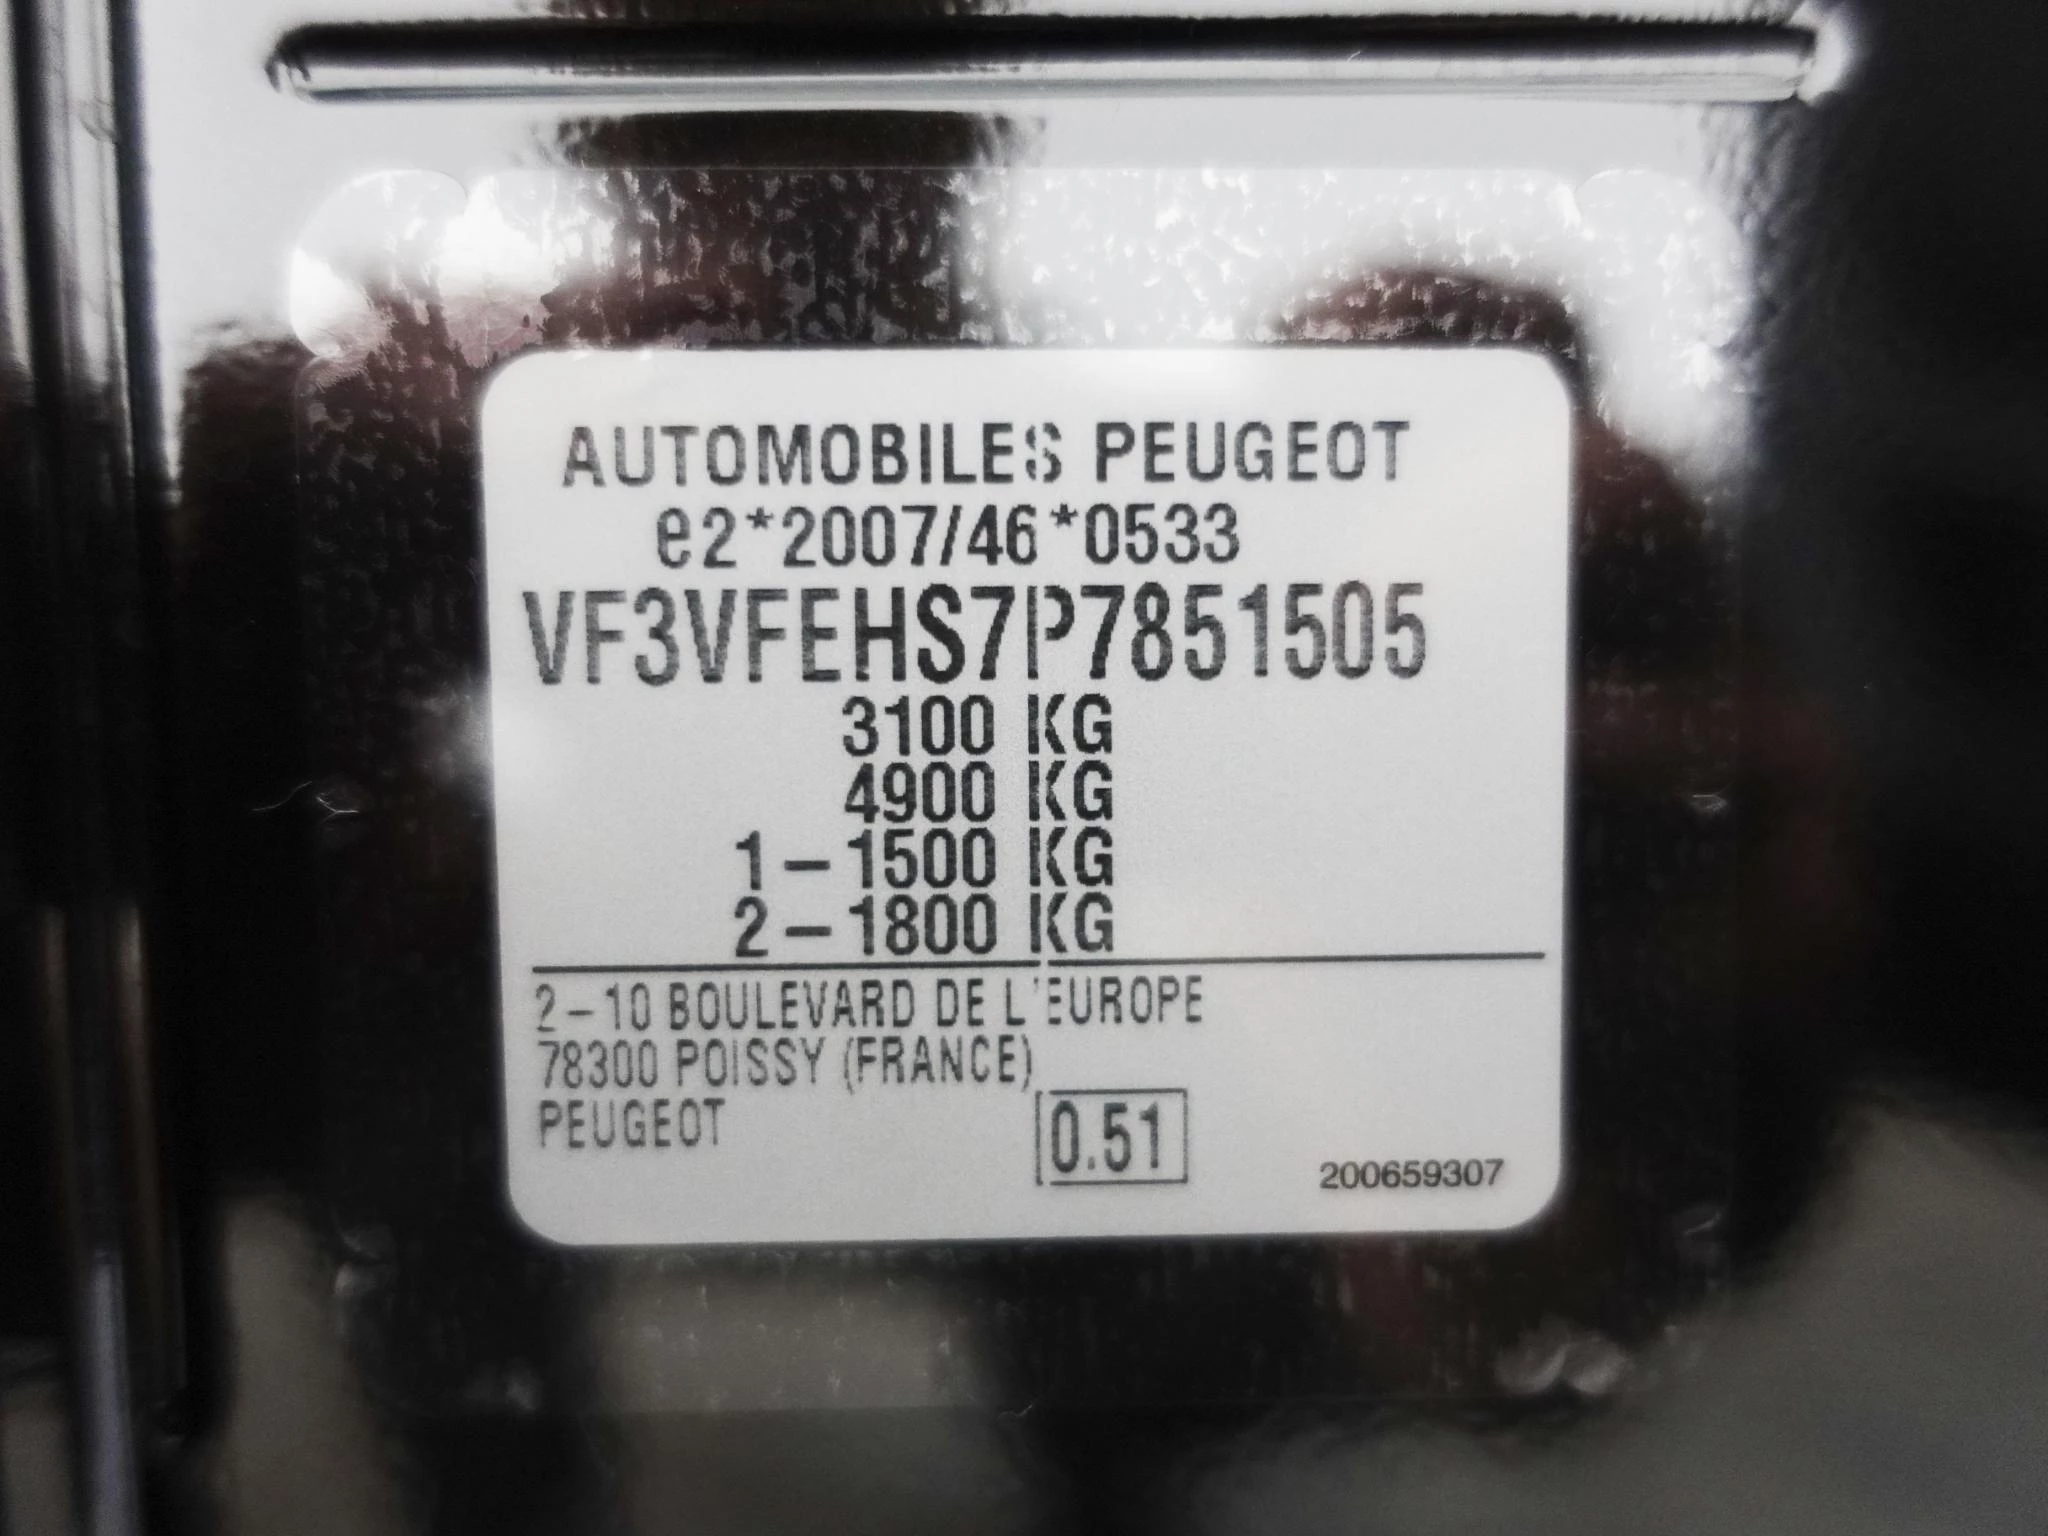 AUTOMOBILES PEUGEOT
e2*2007/46*0533
VF3VFEHS7P7851505
3100 KG
4900 KG
1-1500 KG
2-1800 KG
2-10 BOULEVARD DE L'EUROPE
78300 POISSY (FRANCE)
PEUGEOT
0.51
200659307